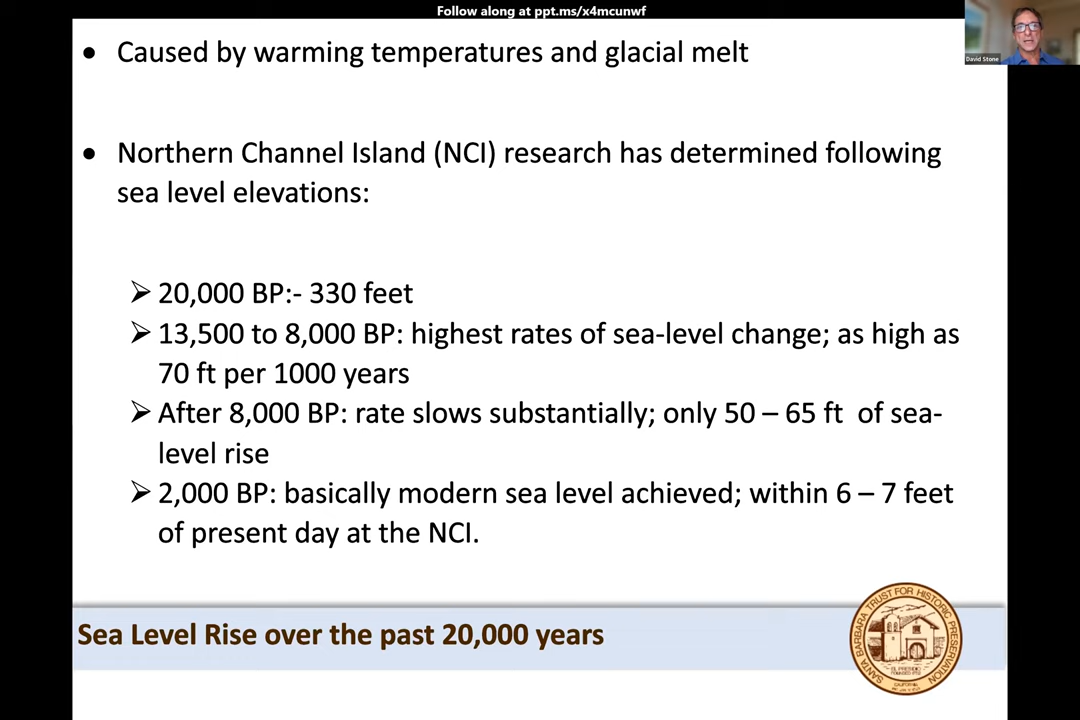 Follow along at ppt.ms/x4mcunwf
David Stone
• Caused by warming temperatures and glacial melt
• Northern Channel Island (NCI) research has determined following
sea level elevations:
➢ 20,000 BP:- 330 feet
➢ 13,500 to 8,000 BP: highest rates of sea-level change; as high as
70 ft per 1000 years
➢ After 8,000 BP: rate slows substantially; only 50 – 65 ft of sea-
level rise
➢ 2,000 BP: basically modern sea level achieved; within 6 – 7 feet
of present day at the NCI.
Sea Level Rise over the past 20,000 years
SANTA BARBARA TRUST FOR HISTORIC PRESERVATION
EL PRESIDIO
CALIFORNIA